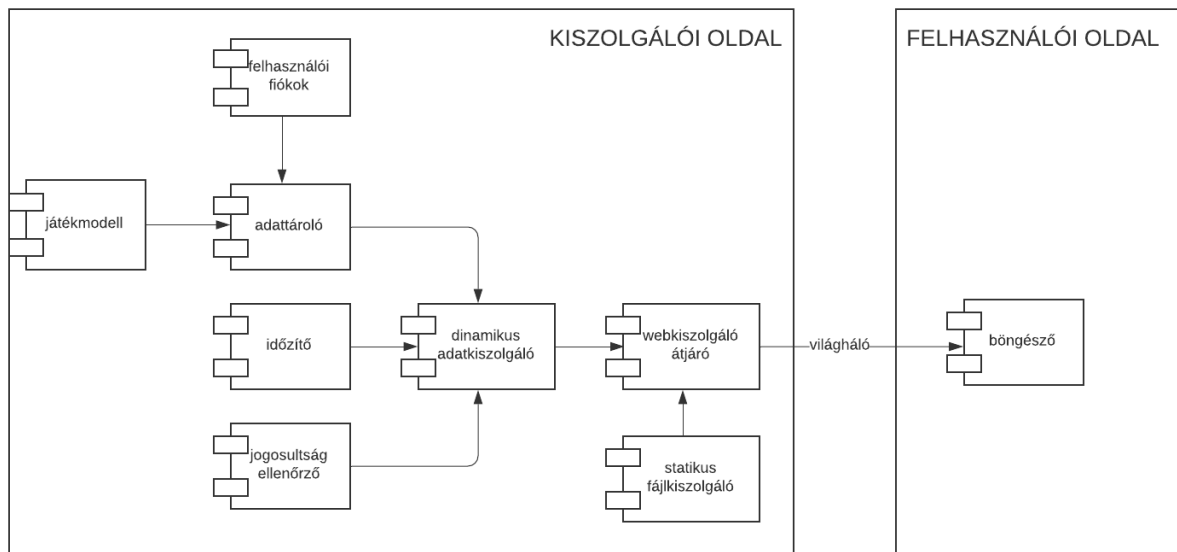 KISZOLGÁLÓI OLDAL
FELHASZNÁLÓI OLDAL
felhasználói
fiókok
játékmodell
adattároló
időzítő
dinamikus
adatkiszolgáló
webkiszolgáló
átjáró
világháló
böngésző
jogosultság
ellenőrző
statikus
fájlkiszolgáló